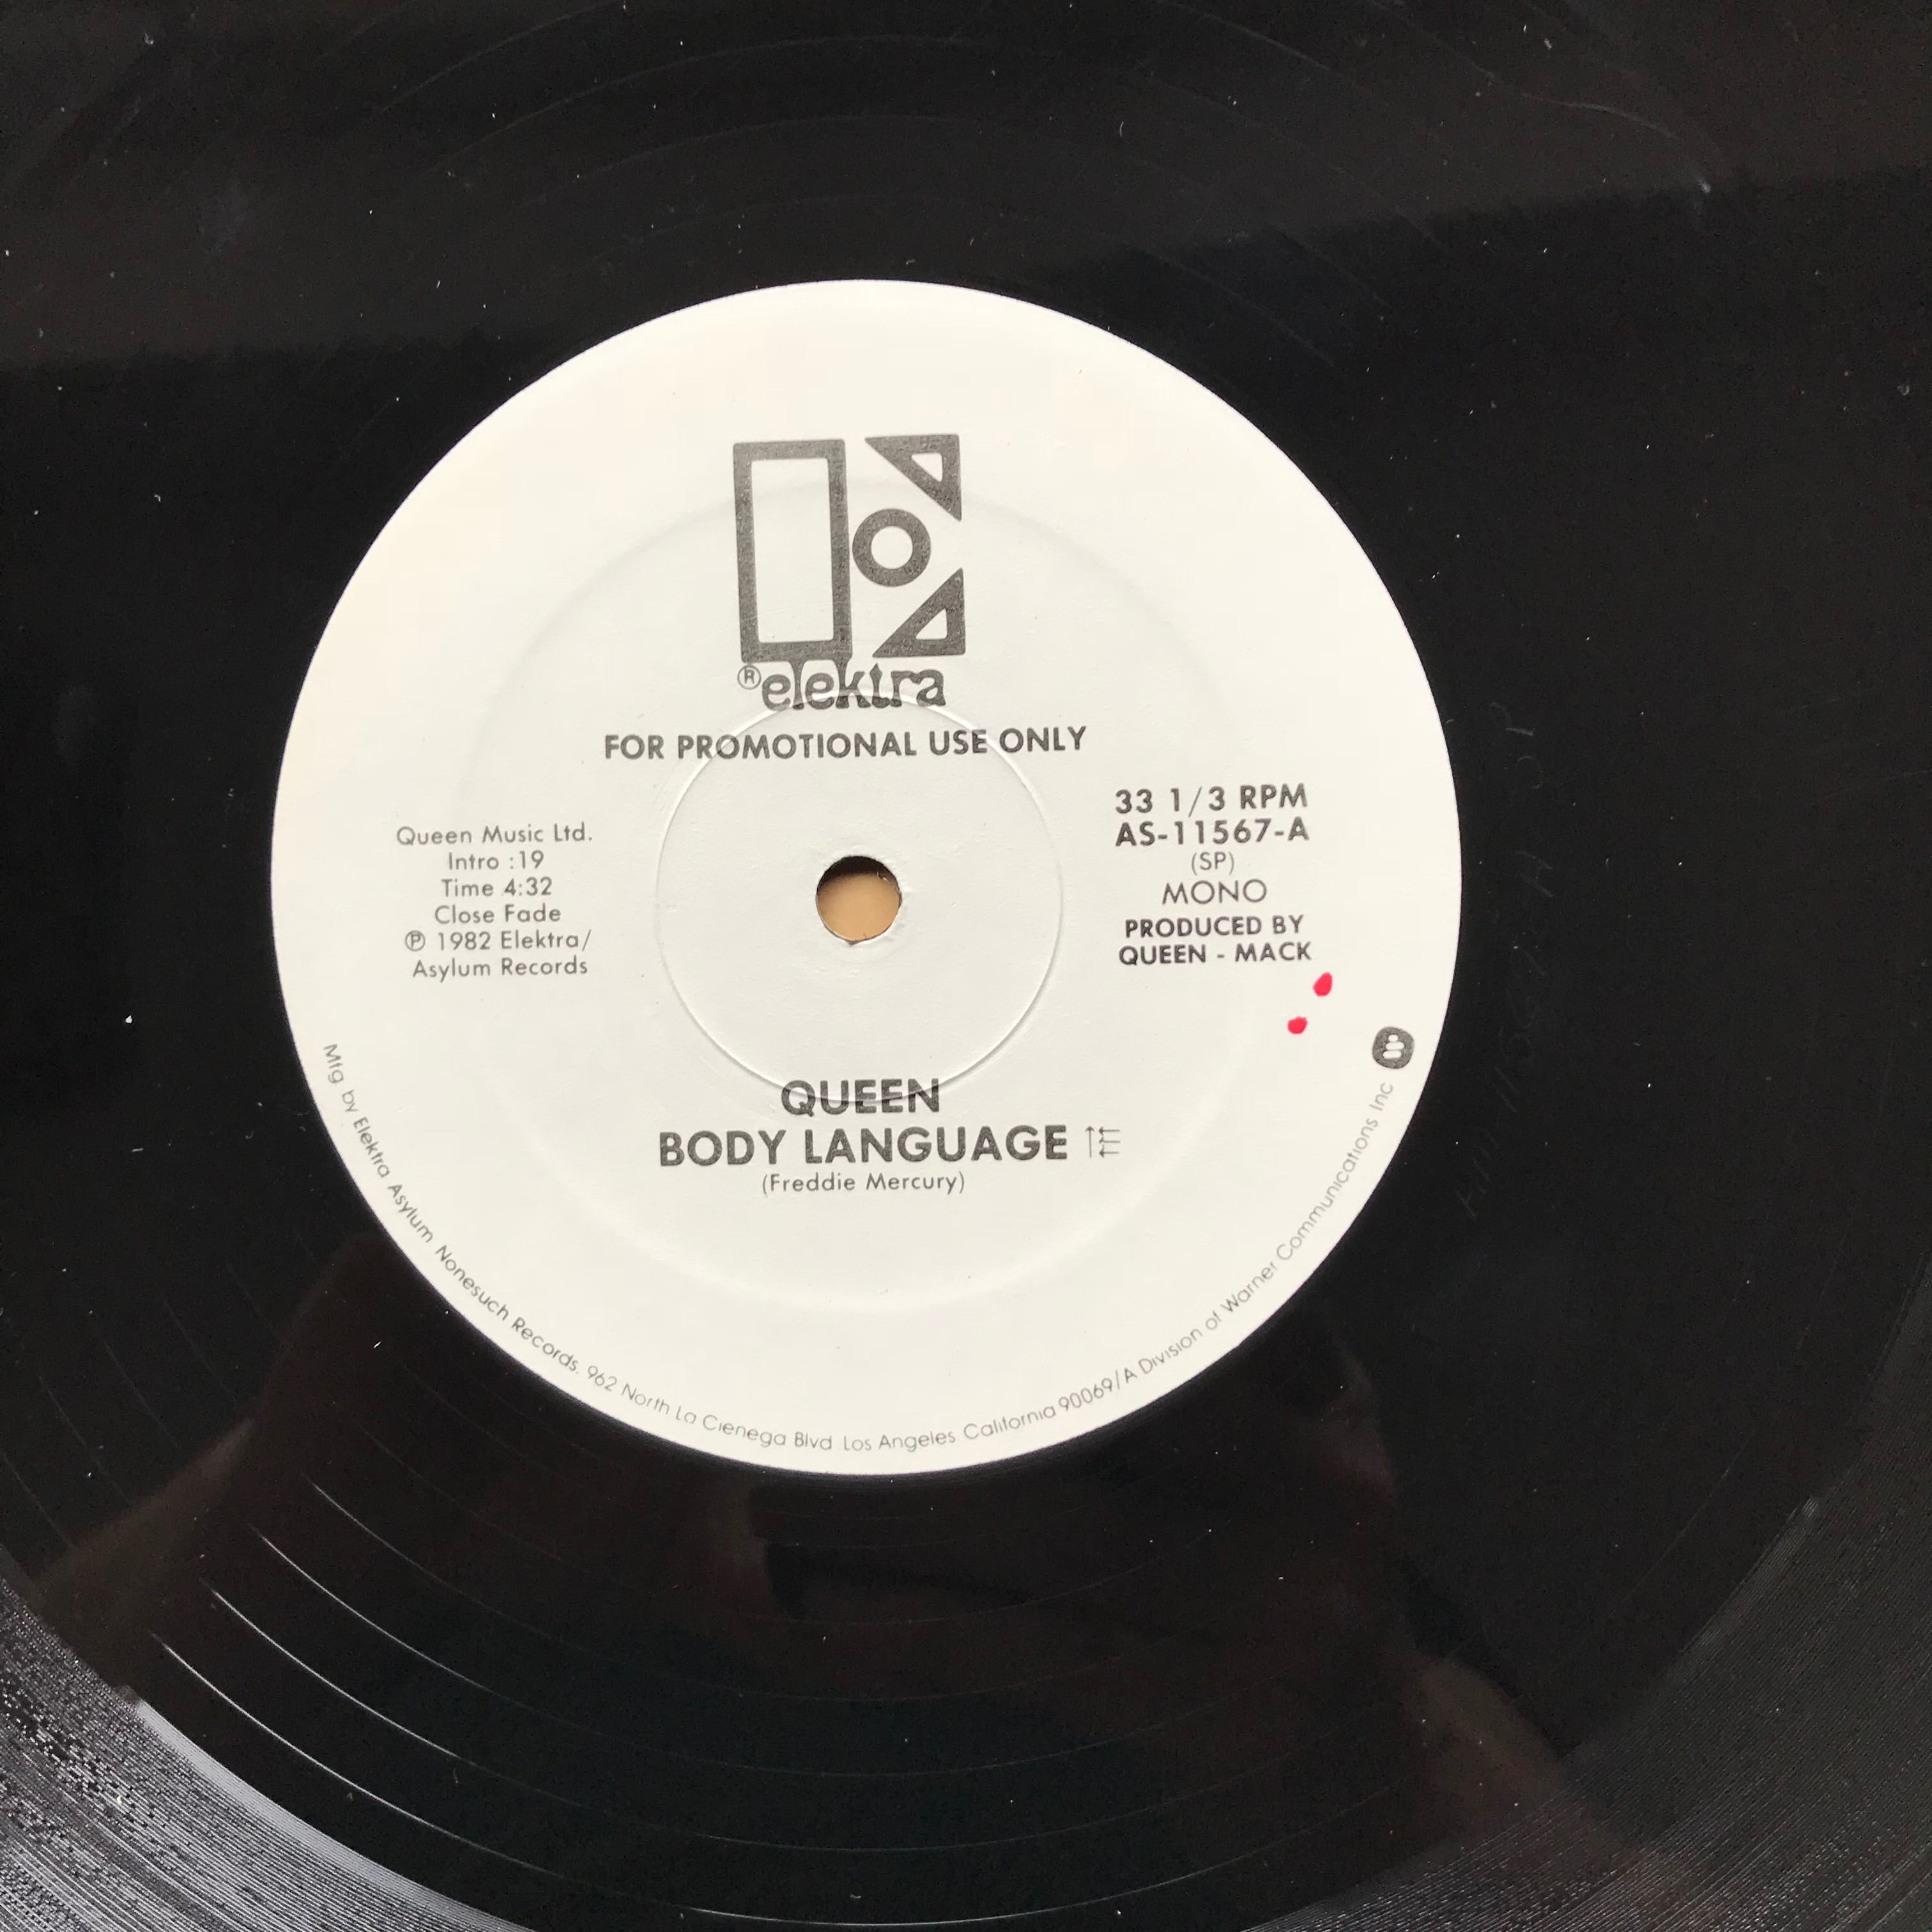 ® elektra
FOR PROMOTIONAL USE ONLY
Queen Music Ltd.
Intro :19
Time 4:32
Close Fade
℗ 1982 Elektra/
Asylum Records
33 1/3 RPM
AS-11567-A
(SP)
MONO
PRODUCED BY
QUEEN - MACK
QUEEN
BODY LANGUAGE
(Freddie Mercury)
Mfg by Elektra Asylum Nonesuch Records. 962 North La Cienega Blvd Los Angeles California 90069/A Division of Warner Communications Inc